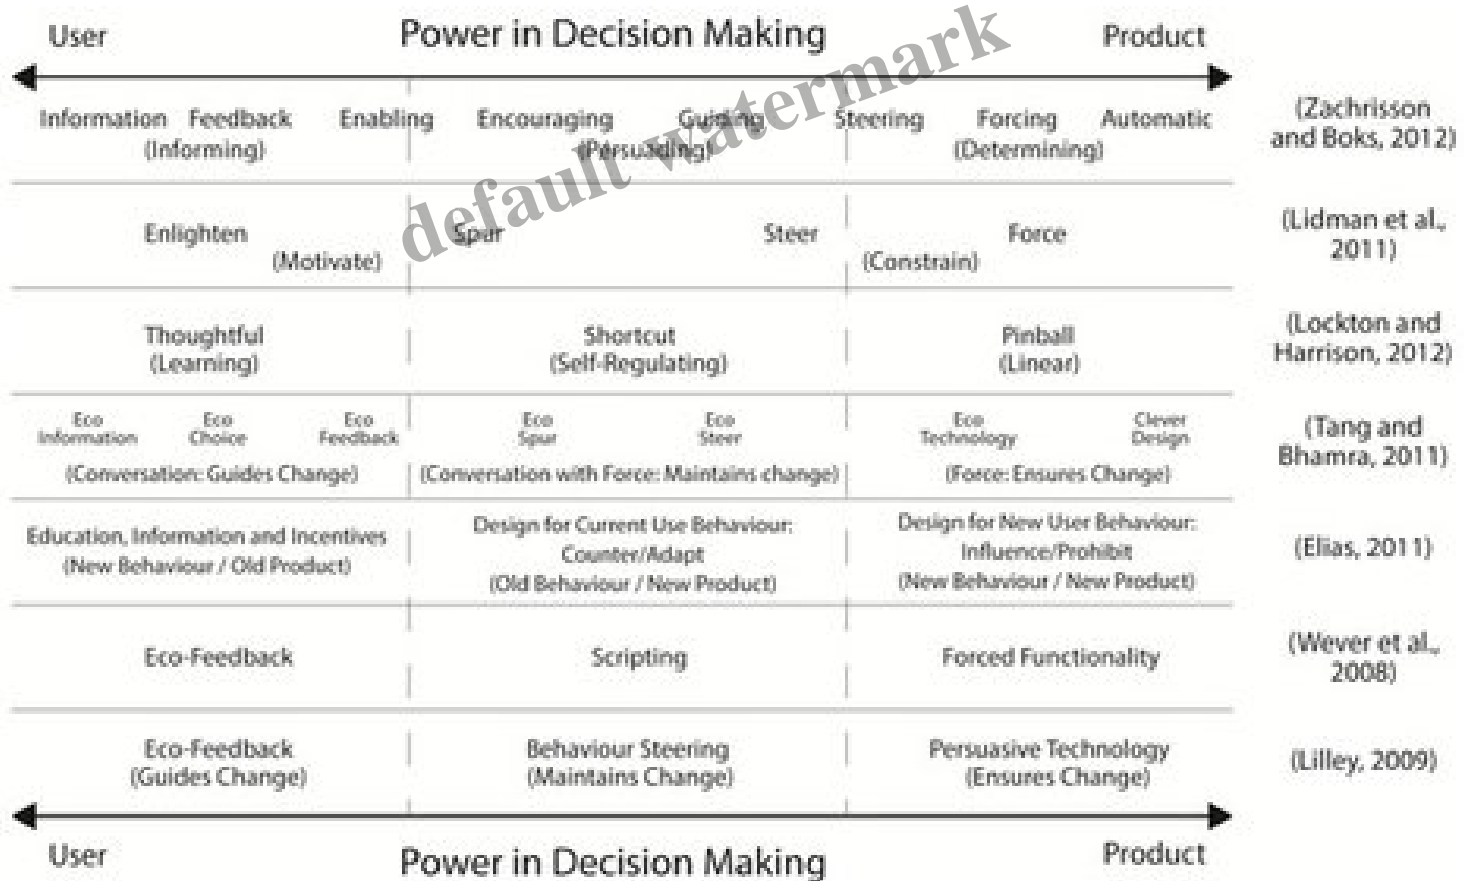 User Power in Decision Making Product
Information Feedback Enabling Encouraging Guiding Steering Forcing Automatic
(Informing) (Persuading) (Determining)
(Zachrisson
and Boks, 2012)
Enlighten Spur Steer Force
(Motivate) (Constrain)
(Lidman et al.,
2011)
Thoughtful Shortcut Pinball
(Learning) (Self-Regulating) (Linear)
(Lockton and
Harrison, 2012)
Eco Eco Eco Eco Eco Eco Clever
Information Choice Feedback Spur Steer Technology Design
(Conversation: Guides Change) (Conversation with Force: Maintains change) (Force: Ensures Change)
(Tang and
Bhamra, 2011)
Education, Information and Incentives
(New Behaviour / Old Product)
Design for Current Use Behaviour:
Counter/Adapt
(Old Behaviour / New Product)
Design for New User Behaviour:
Influence/Prohibit
(New Behaviour / New Product)
(Elias, 2011)
Eco-Feedback Scripting Forced Functionality
(Wever et al.,
2008)
Eco-Feedback Behaviour Steering Persuasive Technology
(Guides Change) (Maintains Change) (Ensures Change)
(Lilley, 2009)
User Power in Decision Making Product
default watermark